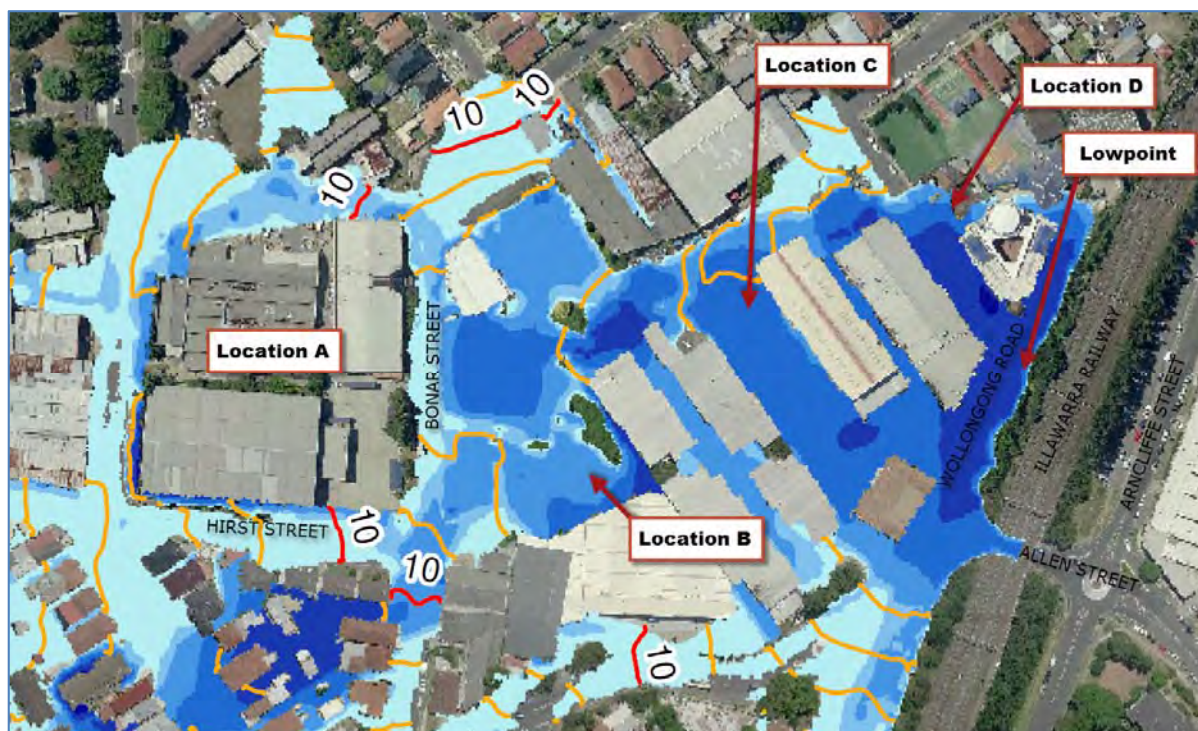 Location C
10
10
Location D
Lowpoint
10
Location A
BONAR STREET
WOLLONGONG ROAD
ILLAWARRA RAILWAY
ARNCLIFFE STREET
HIRST STREET
10
Location B
ALLEN STREET
10
10